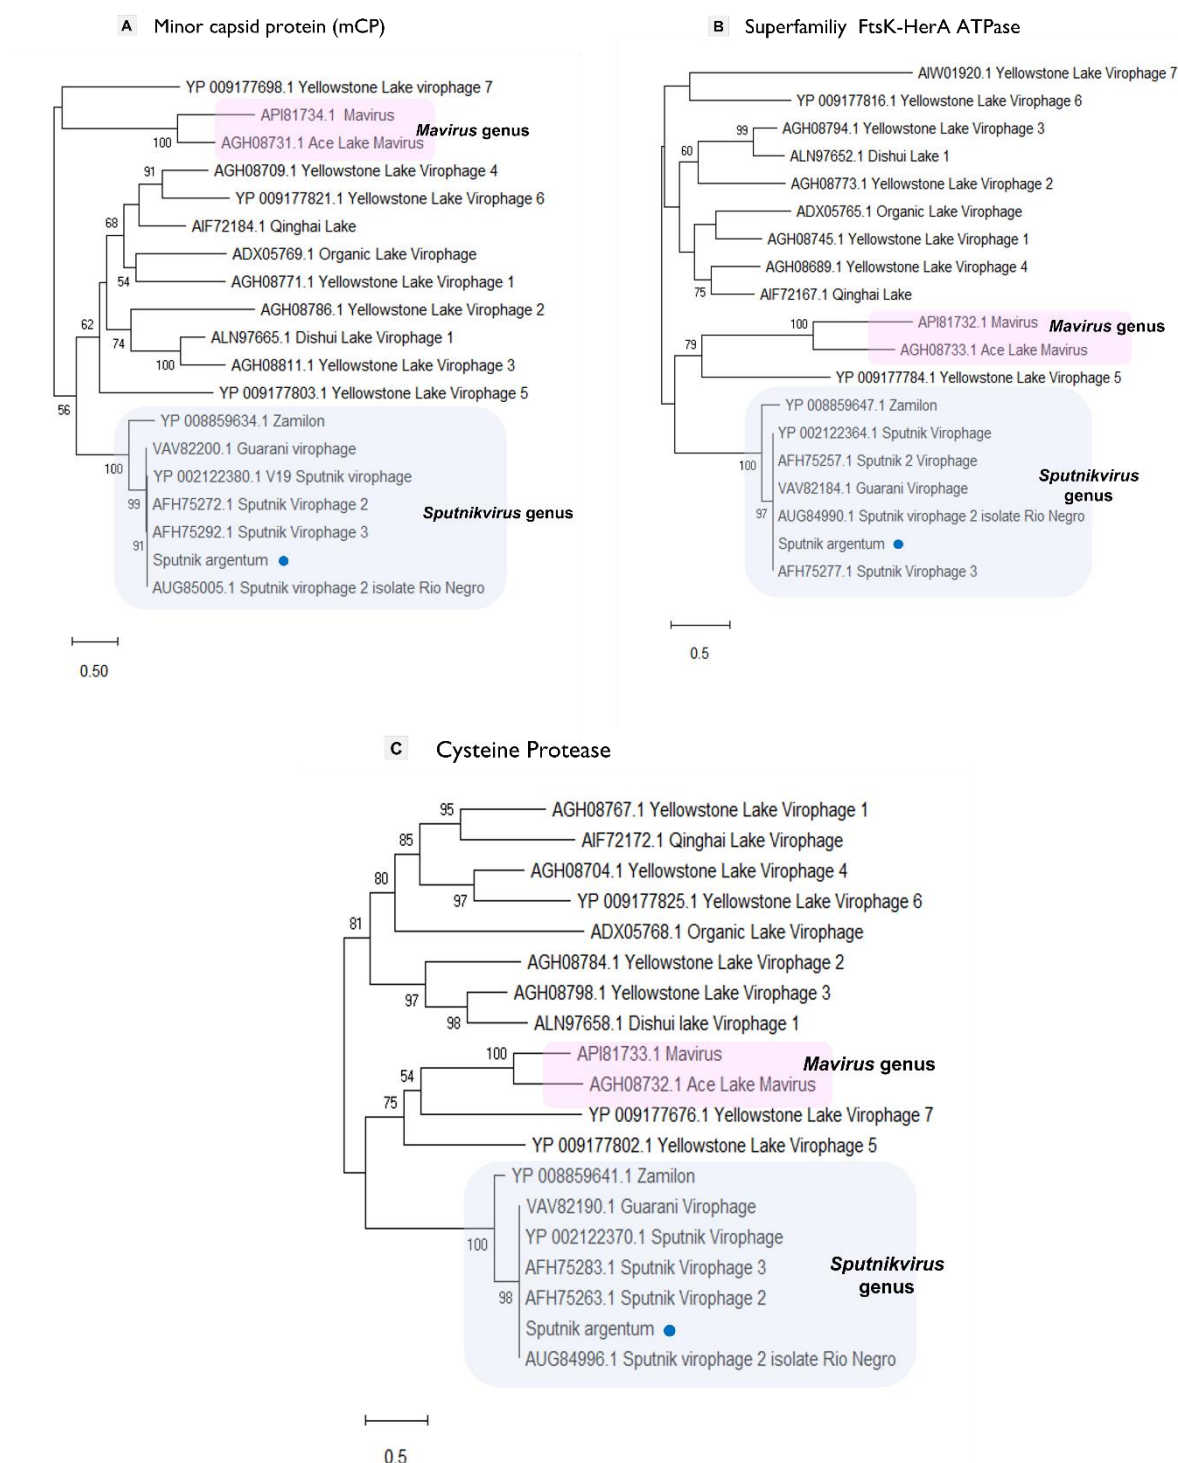 A Minor capsid protein (mCP)
YP 009177698.1 Yellowstone Lake virophage 7
API81734.1 Mavirus
Mavirus genus
100
AGH08731.1 Ace Lake Mavirus
91
AGH08709.1 Yellowstone Lake Virophage 4
YP 009177821.1 Yellowstone Lake Virophage 6
68
AIF72184.1 Qinghai Lake
ADX05769.1 Organic Lake Virophage
54
AGH08771.1 Yellowstone Lake Virophage 1
AGH08786.1 Yellowstone Lake Virophage 2
62
74
ALN97665.1 Dishui Lake Virophage 1
100
AGH08811.1 Yellowstone Lake Virophage 3
YP 009177803.1 Yellowstone Lake Virophage 5
56
YP 008859634.1 Zamilon
VAV82200.1 Guarani virophage
100
YP 002122380.1 V19 Sputnik virophage
99
AFH75272.1 Sputnik Virophage 2
Sputnikvirus genus
AFH75292.1 Sputnik Virophage 3
91
Sputnik argentum
AUG85005.1 Sputnik virophage 2 isolate Rio Negro
0.50
B Superfamiliy FtsK-HerA ATPase
AIW01920.1 Yellowstone Lake Virophage 7
YP 009177816.1 Yellowstone Lake Virophage 6
99
AGH08794.1 Yellowstone Lake Virophage 3
60
ALN97652.1 Dishui Lake 1
AGH08773.1 Yellowstone Lake Virophage 2
ADX05765.1 Organic Lake Virophage
AGH08745.1 Yellowstone Lake Virophage 1
AGH08689.1 Yellowstone Lake Virophage 4
75
AIF72167.1 Qinghai Lake
100
API81732.1 Mavirus
Mavirus genus
79
AGH08733.1 Ace Lake Mavirus
YP 009177784.1 Yellowstone Lake Virophage 5
YP 008859647.1 Zamilon
YP 002122364.1 Sputnik Virophage
100
AFH75257.1 Sputnik 2 Virophage
Sputnikvirus
genus
VAV82184.1 Guarani Virophage
97
AUG84990.1 Sputnik virophage 2 isolate Rio Negro
Sputnik argentum
AFH75277.1 Sputnik Virophage 3
0.5
C Cysteine Protease
95
AGH08767.1 Yellowstone Lake Virophage 1
85
AIF72172.1 Qinghai Lake Virophage
AGH08704.1 Yellowstone Lake Virophage 4
80
97
YP 009177825.1 Yellowstone Lake Virophage 6
81
ADX05768.1 Organic Lake Virophage
AGH08784.1 Yellowstone Lake Virophage 2
97
AGH08798.1 Yellowstone Lake Virophage 3
98
ALN97658.1 Dishui lake Virophage 1
100
API81733.1 Mavirus
Mavirus genus
54
AGH08732.1 Ace Lake Mavirus
75
YP 009177676.1 Yellowstone Lake Virophage 7
YP 009177802.1 Yellowstone Lake Virophage 5
YP 008859641.1 Zamilon
VAV82190.1 Guarani Virophage
100
YP 002122370.1 Sputnik Virophage
AFH75283.1 Sputnik Virophage 3
Sputnikvirus
genus
98
AFH75263.1 Sputnik Virophage 2
Sputnik argentum
AUG84996.1 Sputnik virophage 2 isolate Rio Negro
0.5